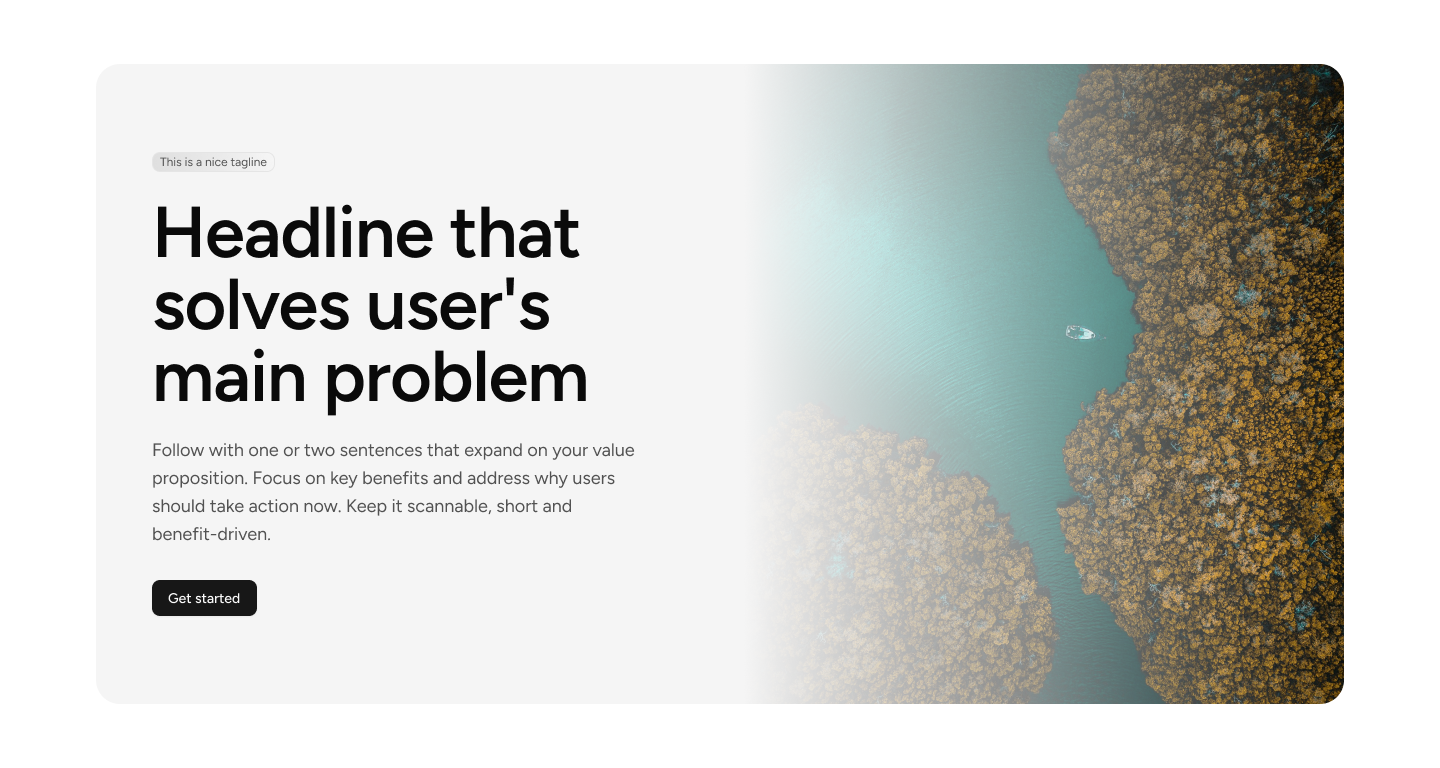 This is a nice tagline
Headline that
solves user's
main problem
Follow with one or two sentences that expand on your value
proposition. Focus on key benefits and address why users
should take action now. Keep it scannable, short and
benefit-driven.
Get started